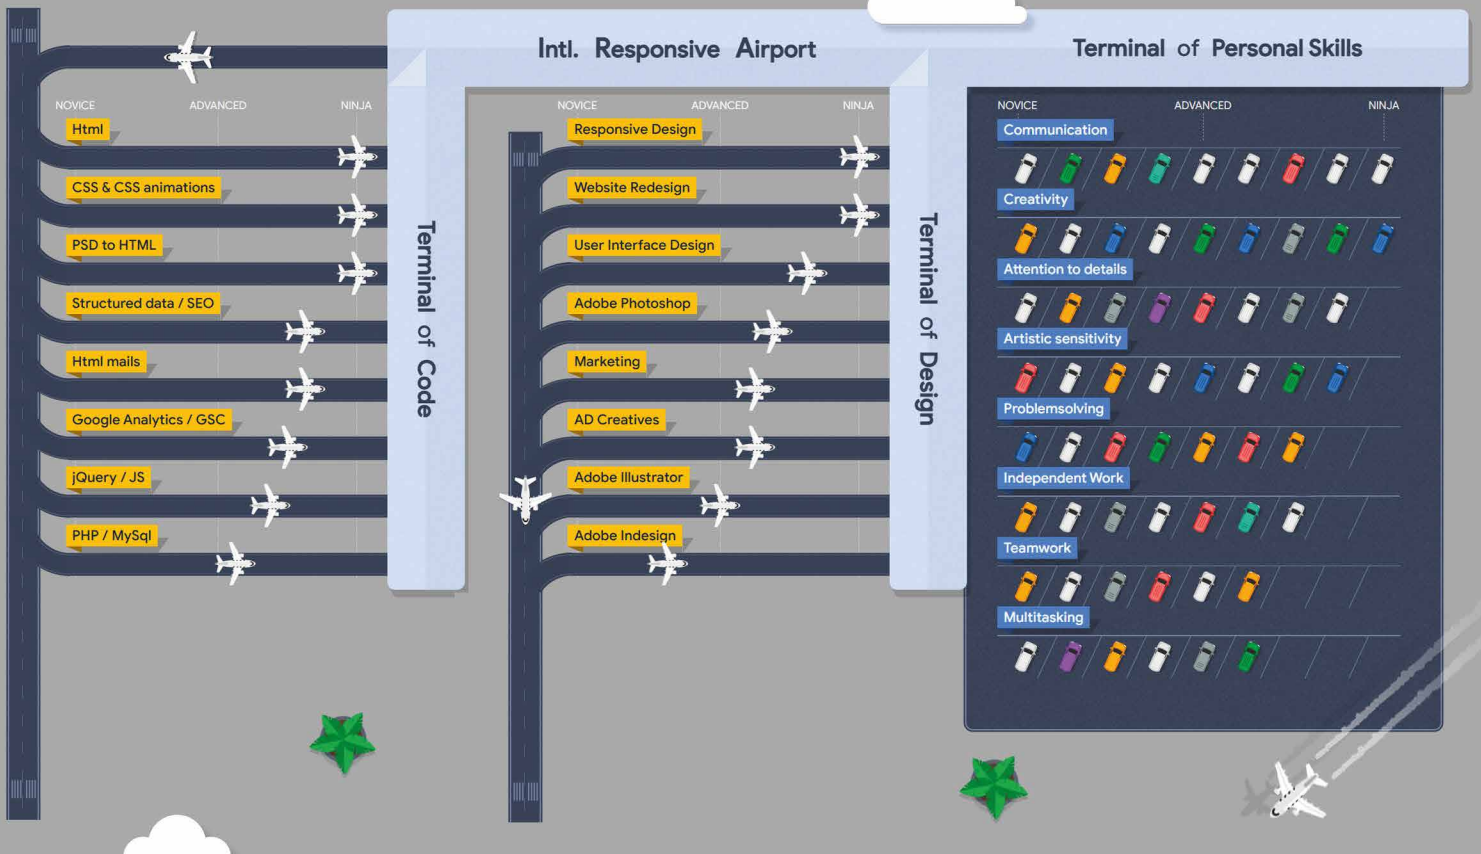 Intl. Responsive Airport
Terminal of Personal Skills
NOVICE ADVANCED NINJA
Html
CSS & CSS animations
PSD to HTML
Structured data / SEO
Html mails
Google Analytics / GSC
jQuery / JS
PHP / MySql
Terminal of Code
NOVICE ADVANCED NINJA
Responsive Design
Website Redesign
User Interface Design
Adobe Photoshop
Marketing
AD Creatives
Adobe Illustrator
Adobe Indesign
Terminal of Design
NOVICE ADVANCED NINJA
Communication
Creativity
Attention to details
Artistic sensitivity
Problemsolving
Independent Work
Teamwork
Multitasking